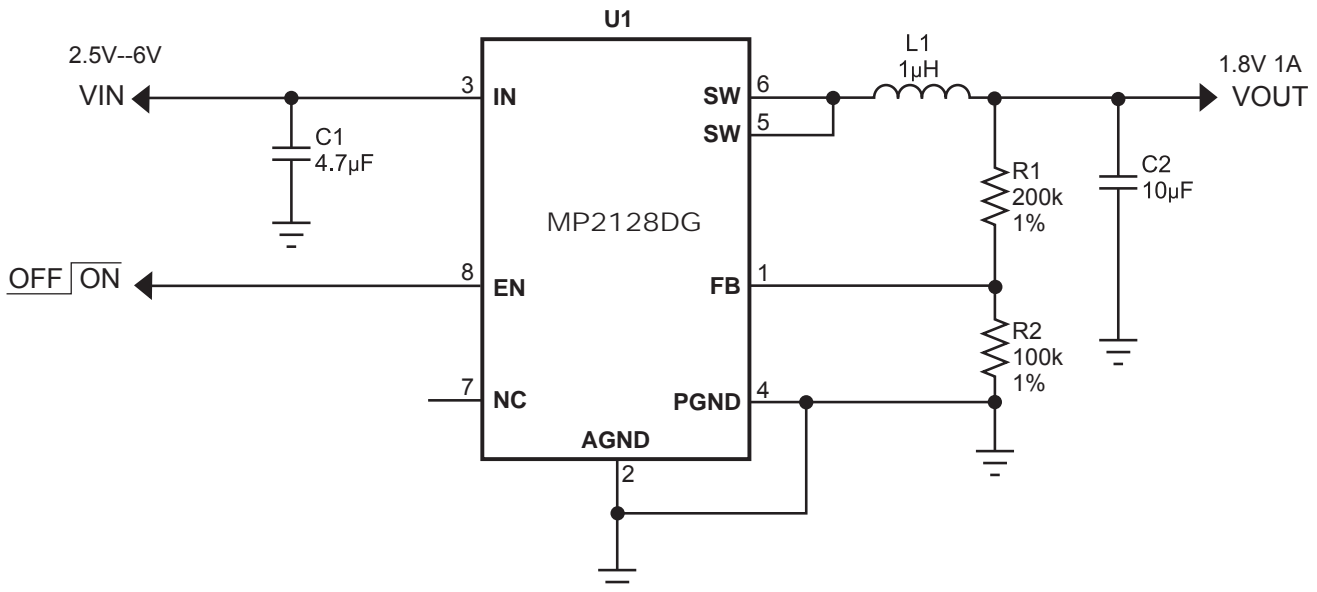 U1
2.5V--6V
VIN
3
IN
C1
4.7µF
OFF ON
8
EN
7
NC
MP2128DG
AGND
2
SW
6
SW
5
FB
1
PGND
4
L1
1µH
1.8V 1A
VOUT
R1
200k
1%
C2
10µF
R2
100k
1%